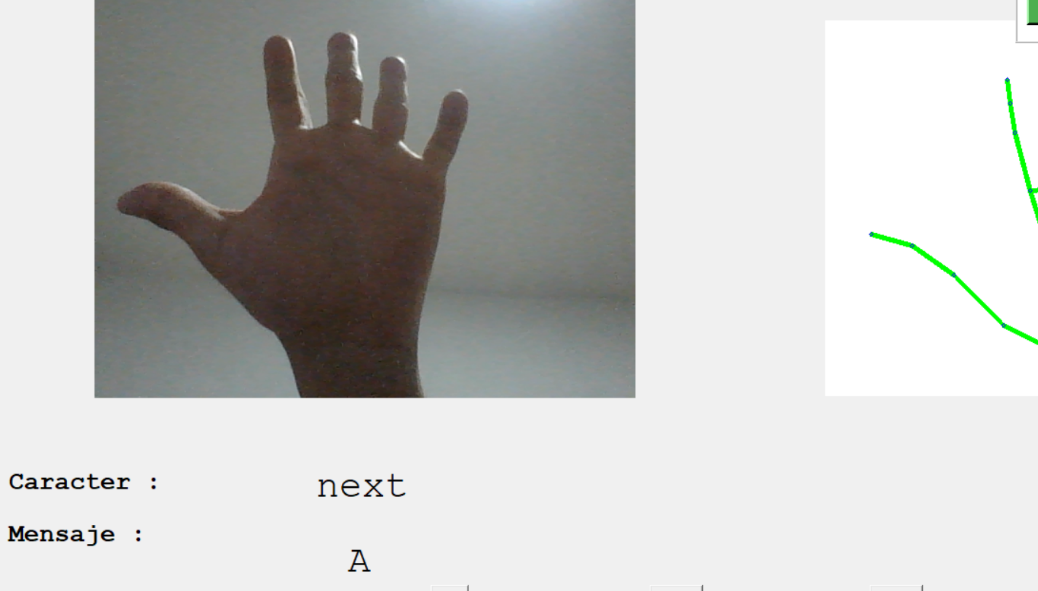 Caracter :
next
Mensaje :
A